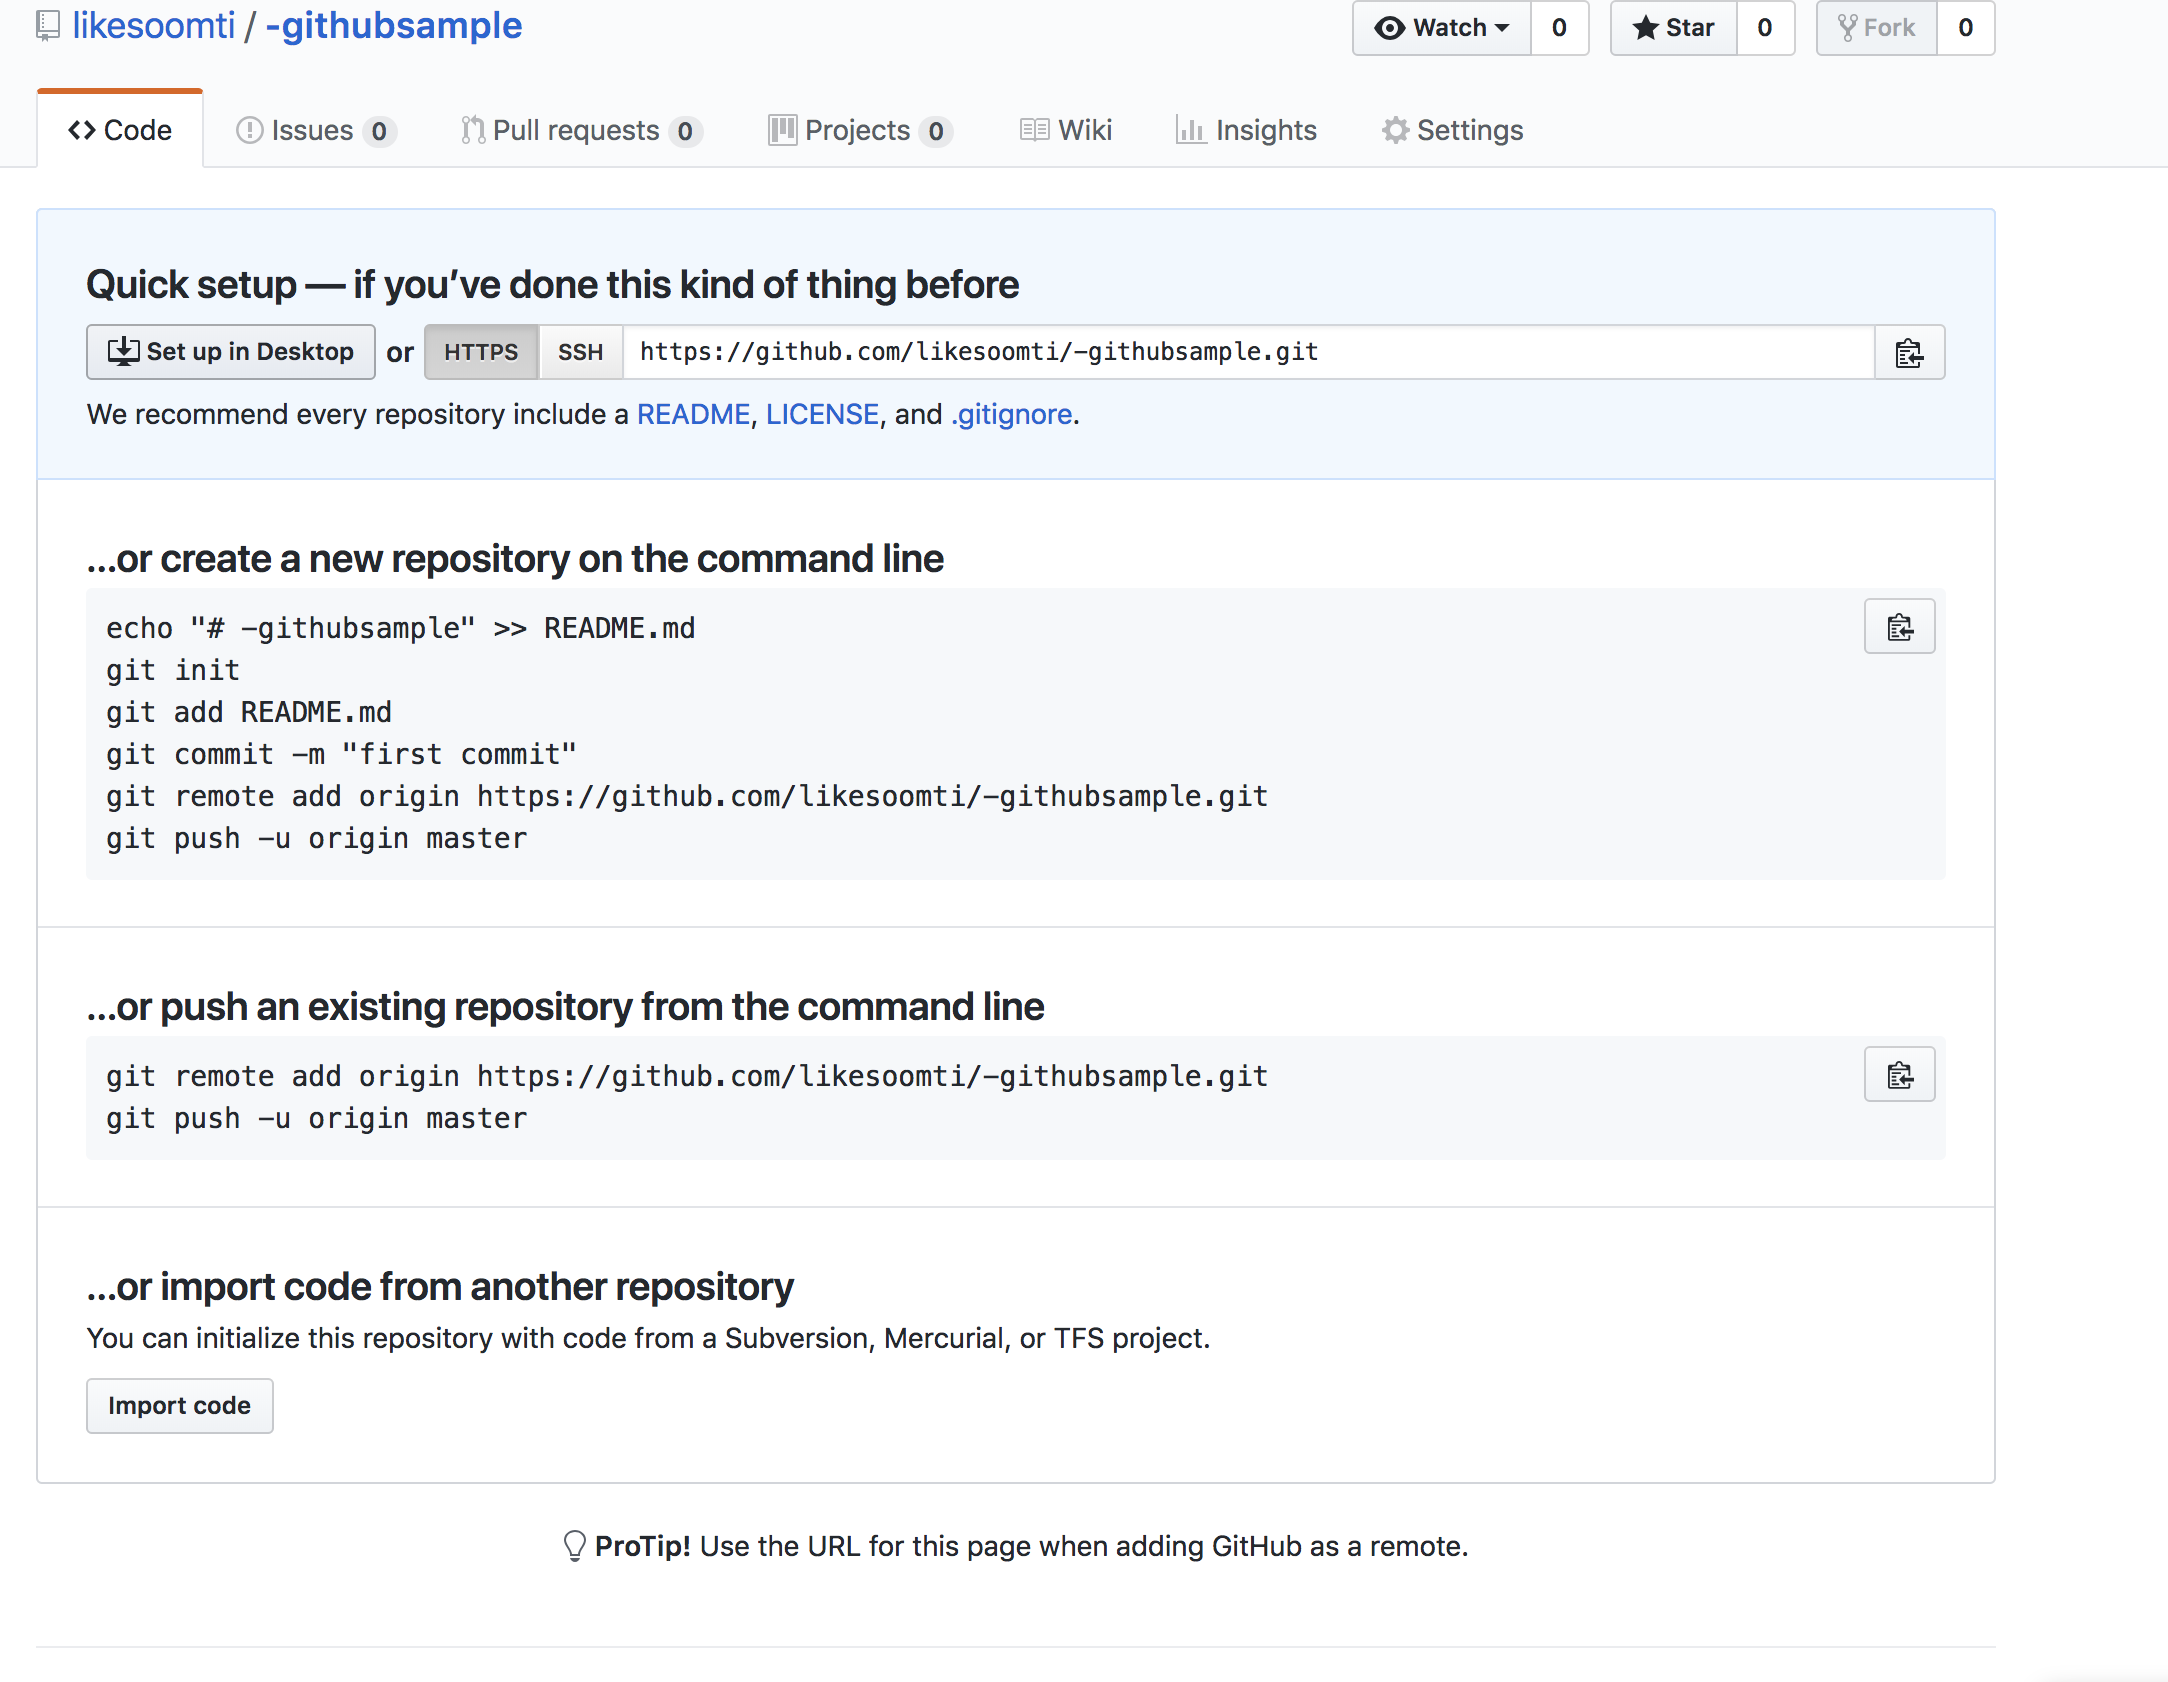 likesoomti / -githubsample
Watch 0 Star 0 Fork 0
Code Issues 0 Pull requests 0 Projects 0 Wiki Insights Settings
Quick setup — if you’ve done this kind of thing before
Set up in Desktop or HTTPS SSH https://github.com/likesoomti/-githubsample.git
We recommend every repository include a README, LICENSE, and .gitignore.
…or create a new repository on the command line
echo "# -githubsample" >> README.md
git init
git add README.md
git commit -m "first commit"
git remote add origin https://github.com/likesoomti/-githubsample.git
git push -u origin master
…or push an existing repository from the command line
git remote add origin https://github.com/likesoomti/-githubsample.git
git push -u origin master
…or import code from another repository
You can initialize this repository with code from a Subversion, Mercurial, or TFS project.
Import code
ProTip! Use the URL for this page when adding GitHub as a remote.